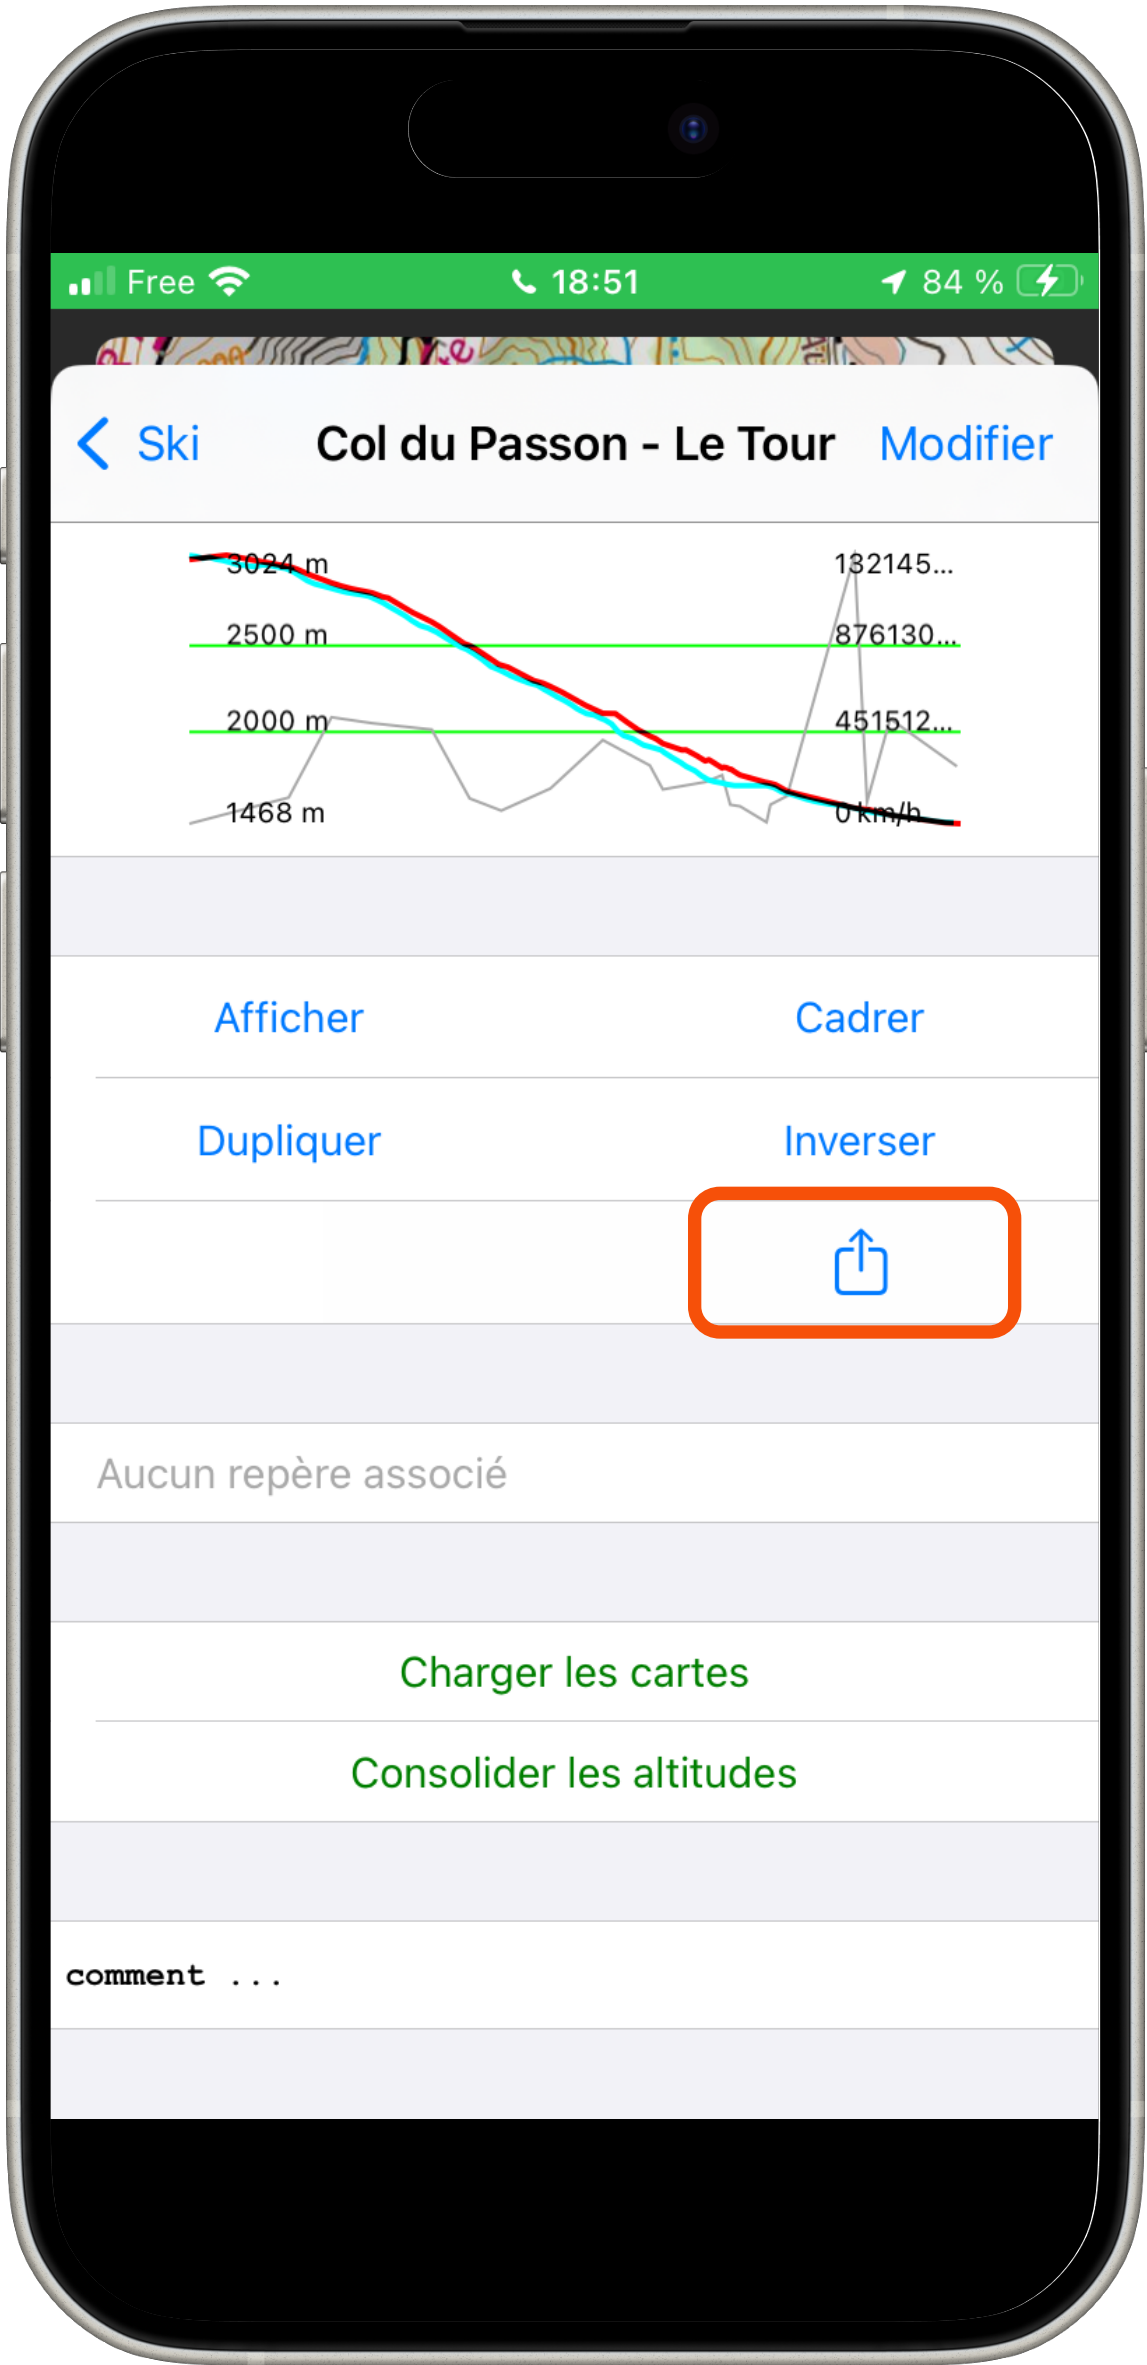 Free 18:51 84 %
Ski Col du Passon - Le Tour Modifier
3024 m 132145...
2500 m 876130...
2000 m 451512...
1468 m 0 km/h
Afficher Cadrer
Dupliquer Inverser
Aucun repère associé
Charger les cartes
Consolider les altitudes
comment ...